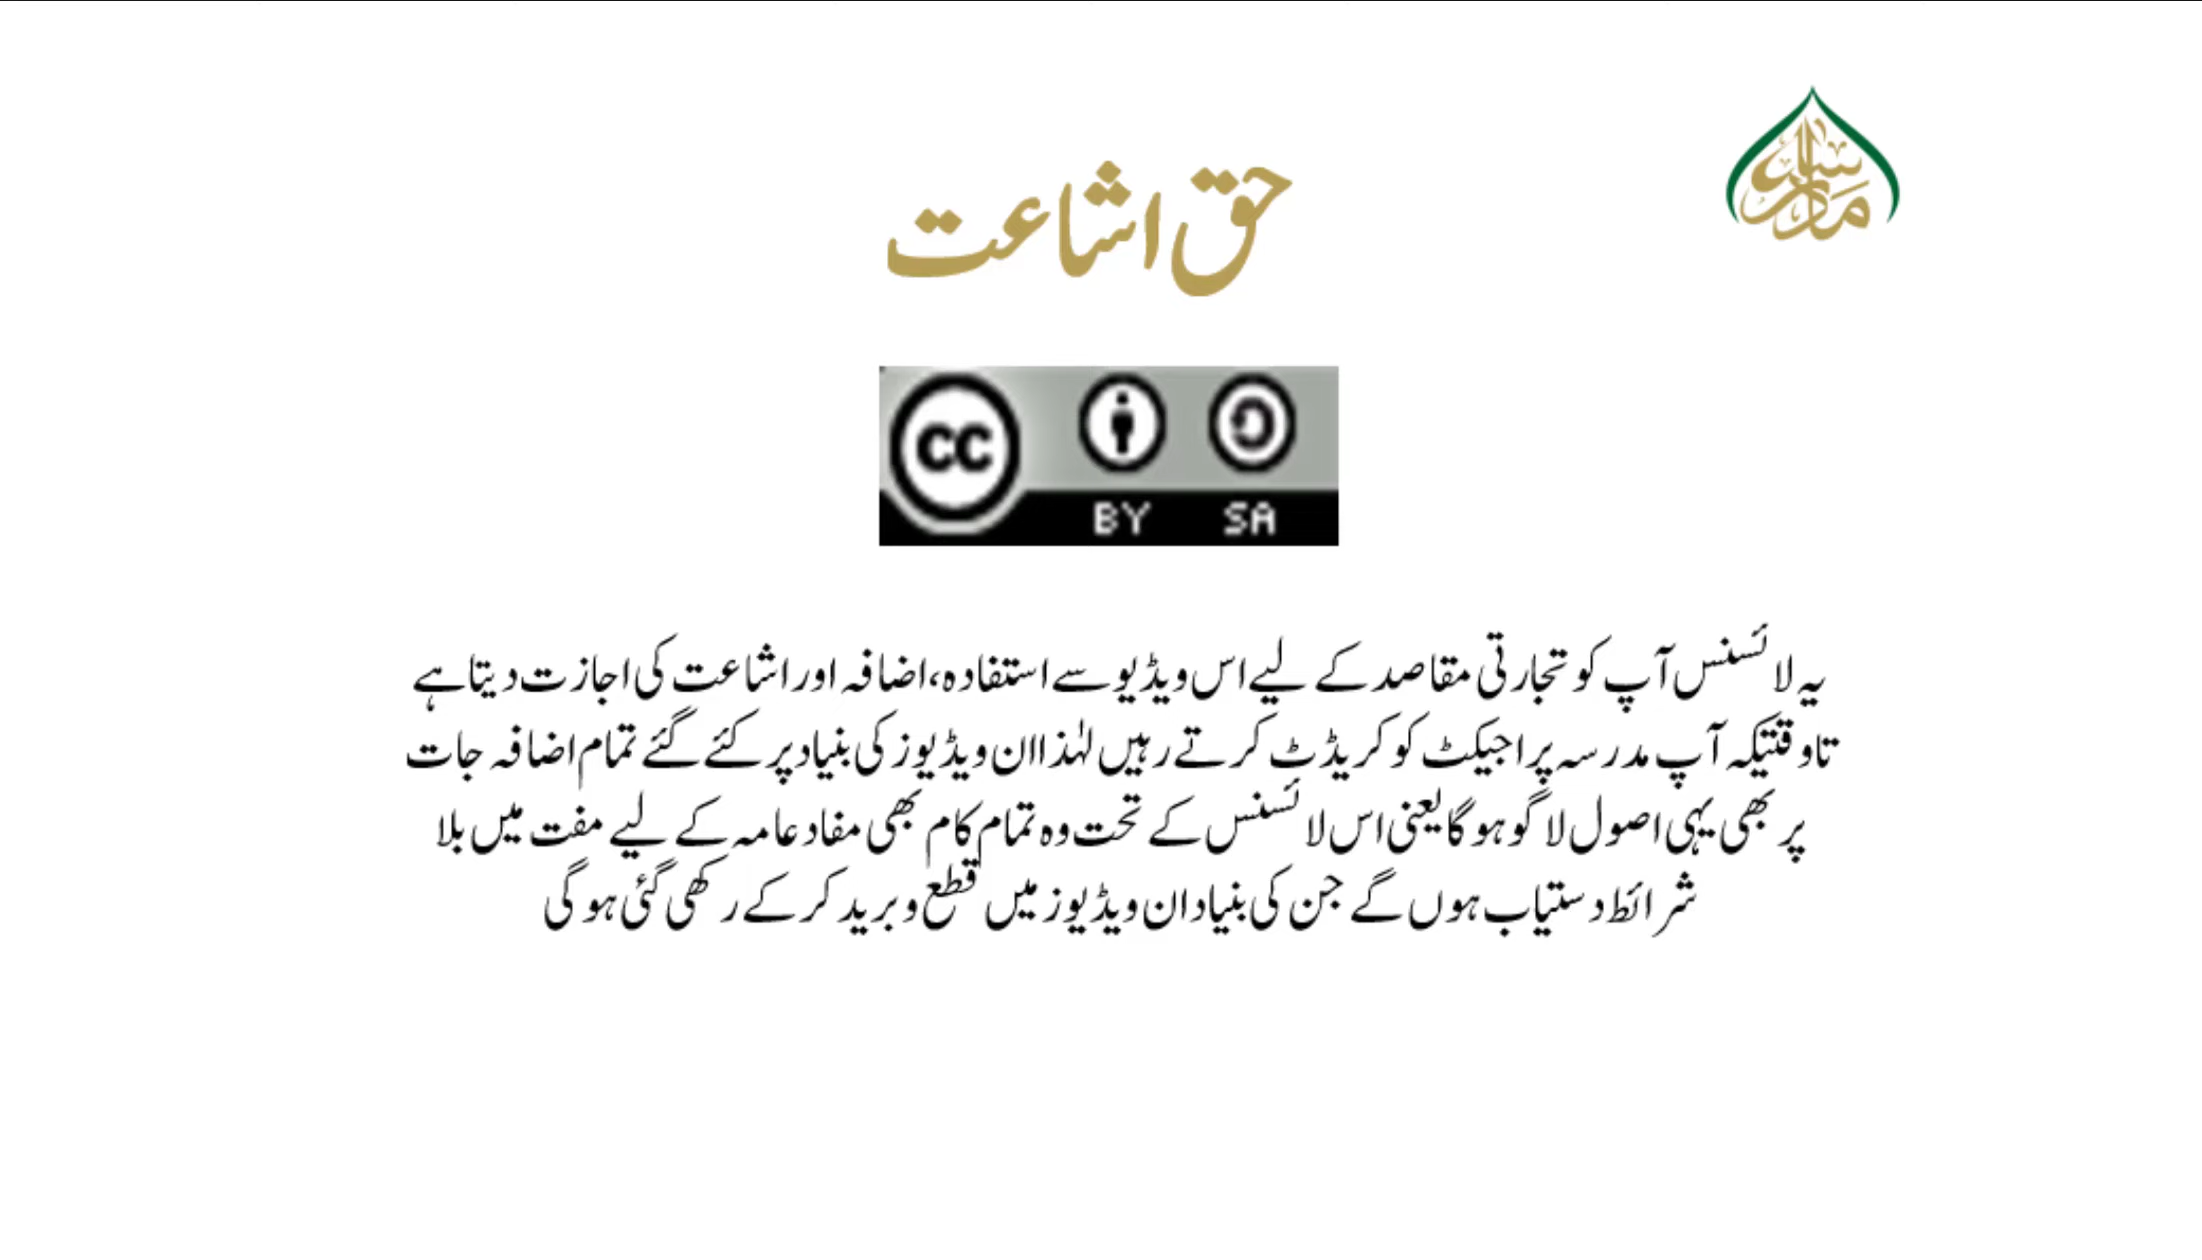 مدرسہ
حق اشاعت
cc
BY SA
یہ لائسنس آپ کو تجارتی مقاصد کے لیے اس ویڈیو سے استفادہ، اضافہ اور اشاعت کی اجازت دیتا ہے
تاوقتیکہ آپ مدرسہ پراجیکٹ کو کریڈٹ کرتے رہیں لہٰذا ان ویڈیوز کی بنیاد پر کئے گئے تمام اضافہ جات
پر بھی یہی اصول لاگو ہوگا یعنی اس لائسنس کے تحت وہ تمام کام بھی مفاد عامہ کے لیے مفت میں بلا
شرائط دستیاب ہوں گے جن کی بنیاد ان ویڈیوز میں قطع و برید کر کے رکھی گئی ہو گی